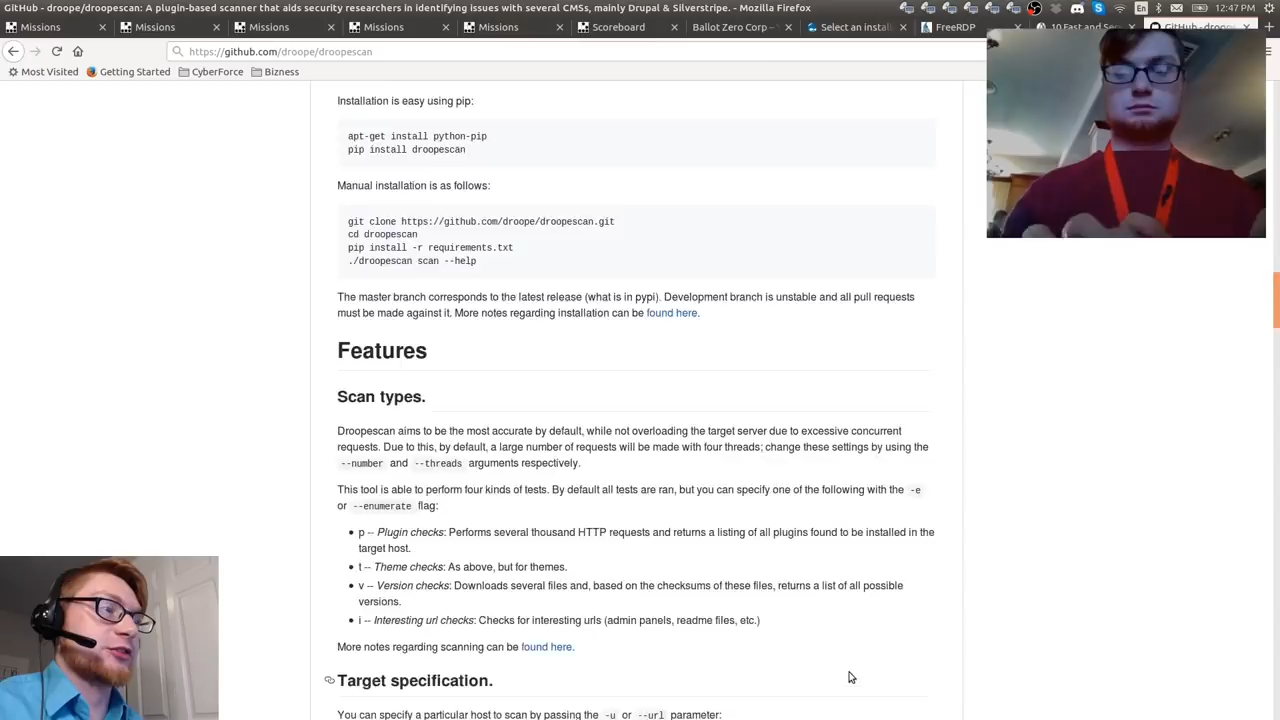 GitHub - droope/droopescan: A plugin-based scanner that aids security researchers in identifying issues with several CMSs, mainly Drupal & Silverstripe. - Mozilla Firefox
En
12:47 PM
Missions
Missions
Missions
Missions
Missions
Scoreboard
Ballot Zero Corp –
Select an instal
FreeRDP
10 Fast and Se
GitHub - droope
https://github.com/droope/droopescan
Most Visited
Getting Started
CyberForce
Bizness
Installation is easy using pip:
apt-get install python-pip
pip install droopescan
Manual installation is as follows:
git clone https://github.com/droope/droopescan.git
cd droopescan
pip install -r requirements.txt
./droopescan scan --help
The master branch corresponds to the latest release (what is in pypi). Development branch is unstable and all pull requests
must be made against it. More notes regarding installation can be found here.
Features
Scan types.
Droopescan aims to be the most accurate by default, while not overloading the target server due to excessive concurrent
requests. Due to this, by default, a large number of requests will be made with four threads; change these settings by using the
--number and --threads arguments respectively.
This tool is able to perform four kinds of tests. By default all tests are ran, but you can specify one of the following with the -e
or --enumerate flag:
• p -- Plugin checks: Performs several thousand HTTP requests and returns a listing of all plugins found to be installed in the
target host.
• t -- Theme checks: As above, but for themes.
• v -- Version checks: Downloads several files and, based on the checksums of these files, returns a list of all possible
versions.
• i -- Interesting url checks: Checks for interesting urls (admin panels, readme files, etc.)
More notes regarding scanning can be found here.
Target specification.
You can specify a particular host to scan by passing the -u or --url parameter: